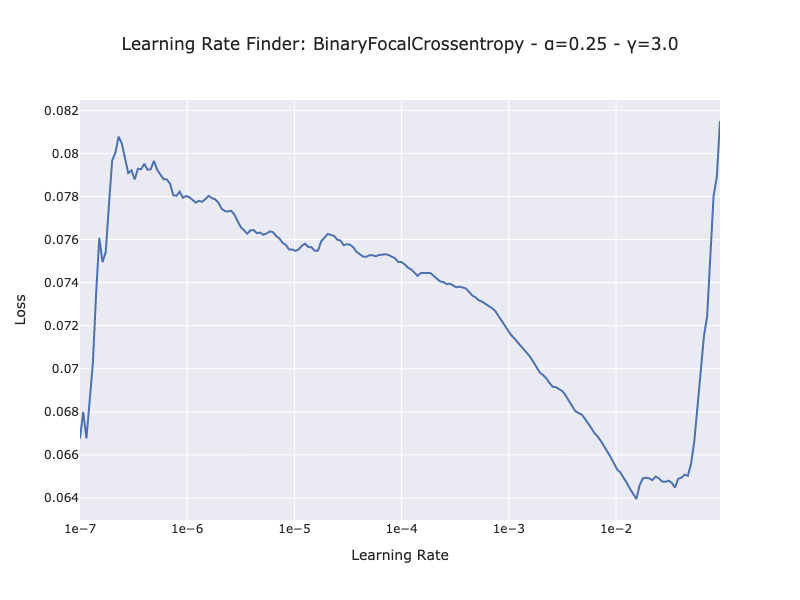 Learning Rate Finder: BinaryFocalCrossentropy - α=0.25 - γ=3.0
0.082
0.08
0.078
0.076
0.074
0.072
0.07
0.068
0.066
0.064
Loss
1e−7 1e−6 1e−5 1e−4 1e−3 1e−2
Learning Rate